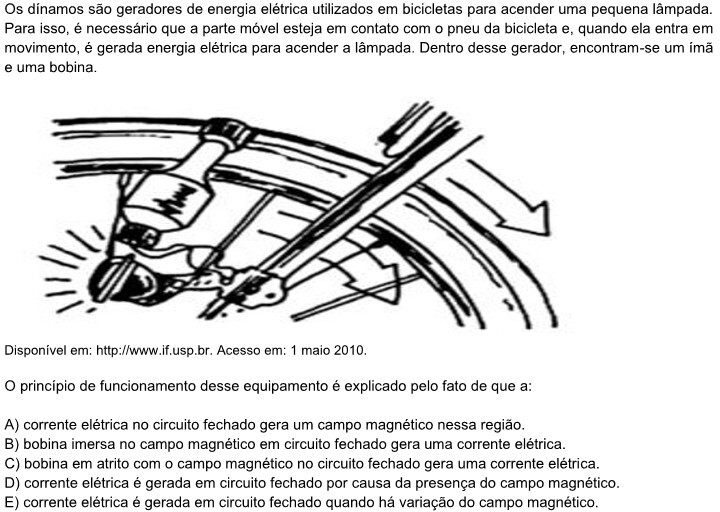 Os dínamos são geradores de energia elétrica utilizados em bicicletas para acender uma pequena lâmpada.
Para isso, é necessário que a parte móvel esteja em contato com o pneu da bicicleta e, quando ela entra em
movimento, é gerada energia elétrica para acender a lâmpada. Dentro desse gerador, encontram-se um ímã
e uma bobina.
Disponível em: http://www.if.usp.br. Acesso em: 1 maio 2010.
O princípio de funcionamento desse equipamento é explicado pelo fato de que a:
A) corrente elétrica no circuito fechado gera um campo magnético nessa região.
B) bobina imersa no campo magnético em circuito fechado gera uma corrente elétrica.
C) bobina em atrito com o campo magnético no circuito fechado gera uma corrente elétrica.
D) corrente elétrica é gerada em circuito fechado por causa da presença do campo magnético.
E) corrente elétrica é gerada em circuito fechado quando há variação do campo magnético.